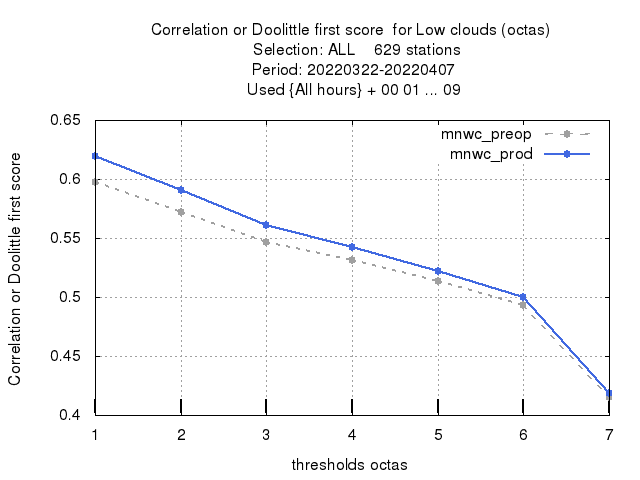 Correlation or Doolittle first score  for Low clouds (octas)
Selection: ALL    629 stations
Period: 20220322-20220407
Used {All hours} + 00 01 ... 09
mnwc_preop
mnwc_prod
Correlation or Doolittle first score
0.65
0.6
0.55
0.5
0.45
0.4
1 2 3 4 5 6 7
thresholds octas